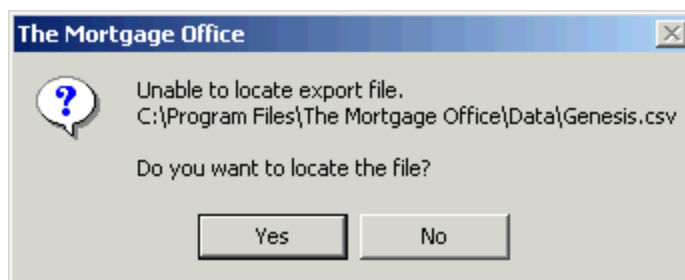 The Mortgage Office
Unable to locate export file.
C:\Program Files\The Mortgage Office\Data\Genesis.csv
Do you want to locate the file?
Yes
No